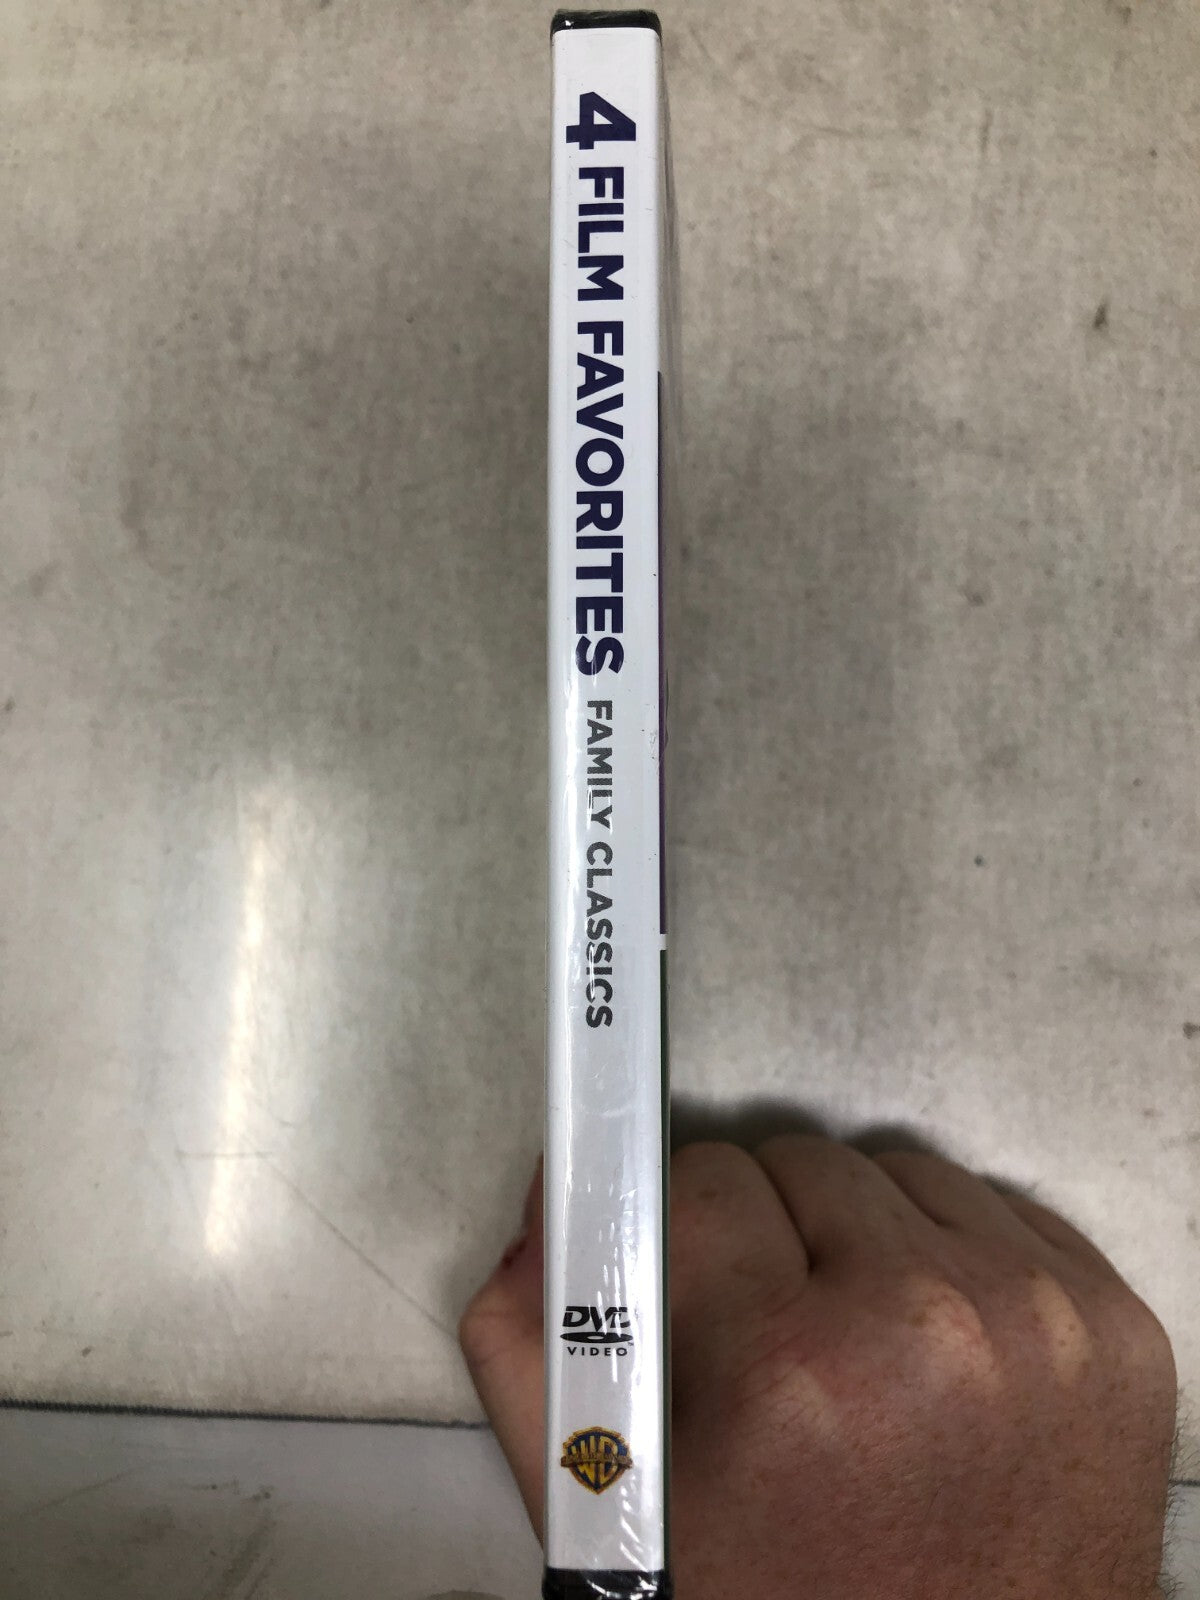 4 FILM FAVORITES FAMILY CLASSICS
DVD
VIDEO
WB